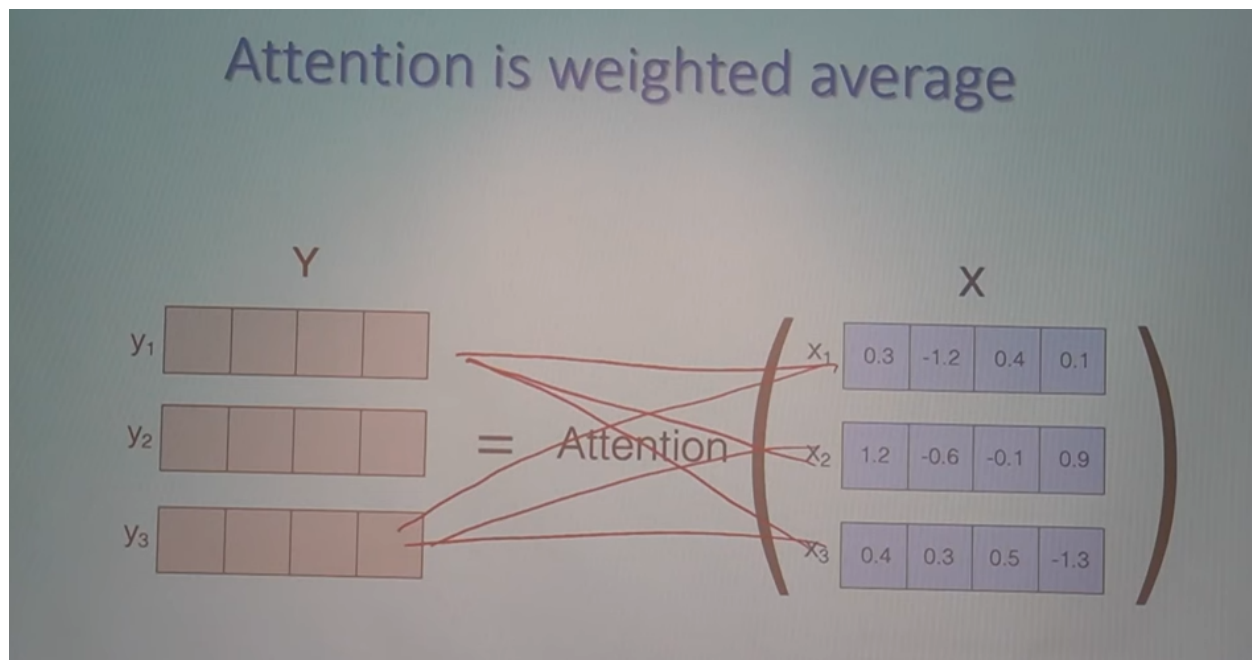 Attention is weighted average
Y
X
y₁
x₁ 0.3 -1.2 0.4 0.1
y₂ = Attention x₂ 1.2 -0.6 -0.1 0.9
y₃
x₃ 0.4 0.3 0.5 -1.3